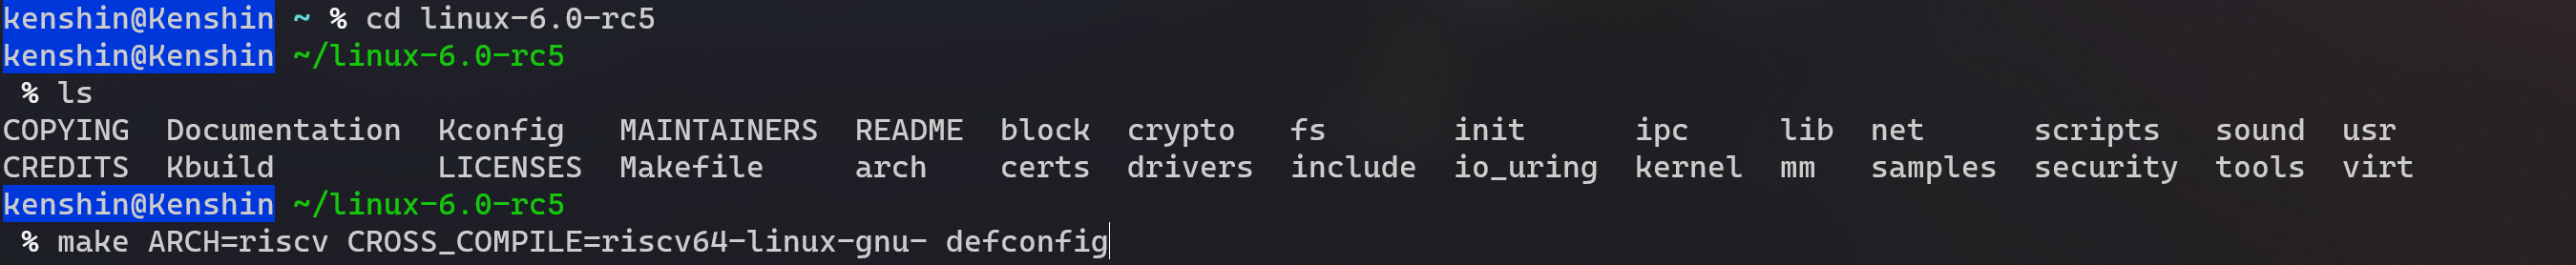 kenshin@Kenshin ~ % cd linux-6.0-rc5
kenshin@Kenshin ~/linux-6.0-rc5
% ls
COPYING Documentation Kconfig MAINTAINERS README block crypto fs init ipc lib net scripts sound usr
CREDITS Kbuild LICENSES Makefile arch certs drivers include io_uring kernel mm samples security tools virt
kenshin@Kenshin ~/linux-6.0-rc5
% make ARCH=riscv CROSS_COMPILE=riscv64-linux-gnu- defconfig